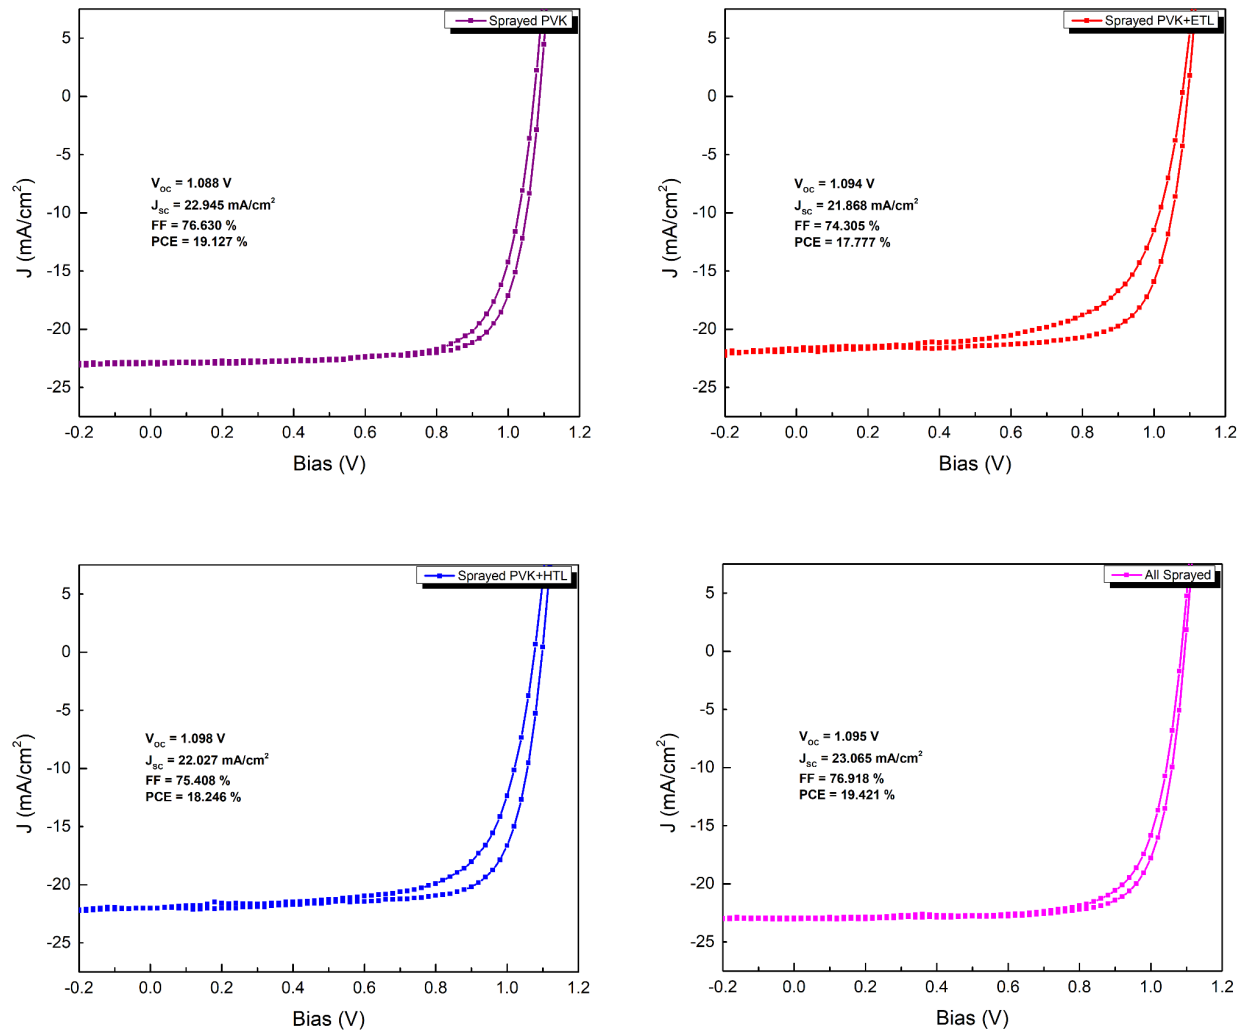 Sprayed PVK
5
0
-5
-10
-15
-20
-25
J (mA/cm²)
V_OC = 1.088 V
J_SC = 22.945 mA/cm²
FF = 76.630 %
PCE = 19.127 %
-0.2 0.0 0.2 0.4 0.6 0.8 1.0 1.2
Bias (V)
Sprayed PVK+ETL
5
0
-5
-10
-15
-20
-25
J (mA/cm²)
V_OC = 1.094 V
J_SC = 21.868 mA/cm²
FF = 74.305 %
PCE = 17.777 %
-0.2 0.0 0.2 0.4 0.6 0.8 1.0 1.2
Bias (V)
Sprayed PVK+HTL
5
0
-5
-10
-15
-20
-25
J (mA/cm²)
V_OC = 1.098 V
J_SC = 22.027 mA/cm²
FF = 75.408 %
PCE = 18.246 %
-0.2 0.0 0.2 0.4 0.6 0.8 1.0 1.2
Bias (V)
All Sprayed
5
0
-5
-10
-15
-20
-25
J (mA/cm²)
V_OC = 1.095 V
J_SC = 23.065 mA/cm²
FF = 76.918 %
PCE = 19.421 %
-0.2 0.0 0.2 0.4 0.6 0.8 1.0 1.2
Bias (V)